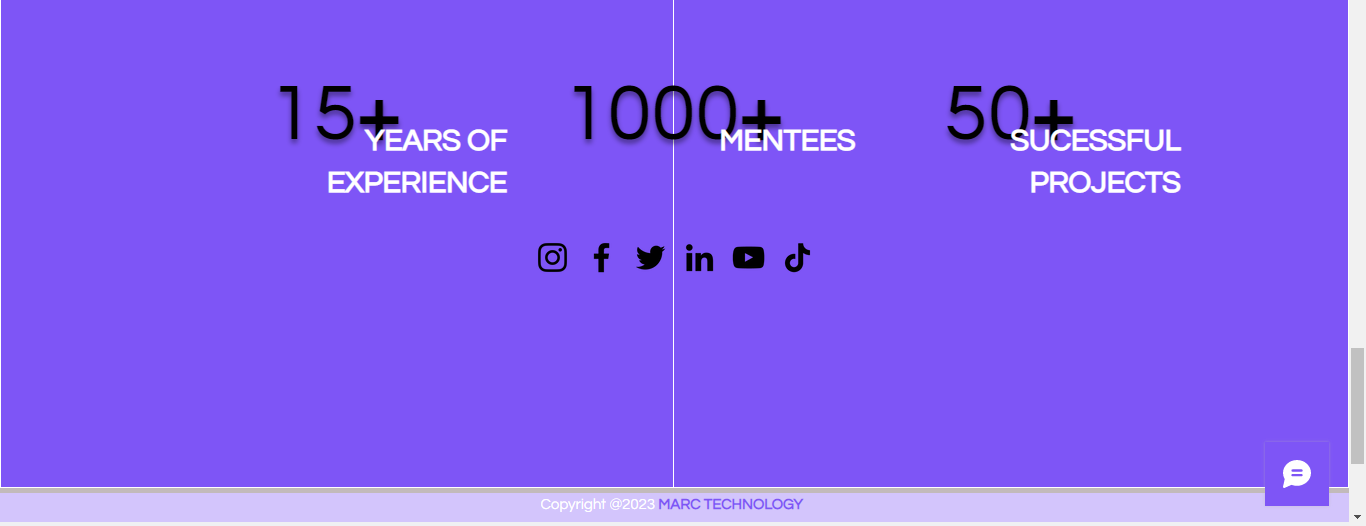 15+
YEARS OF
EXPERIENCE
1000+
MENTEES
50+
SUCESSFUL
PROJECTS
Copyright @2023 MARC TECHNOLOGY